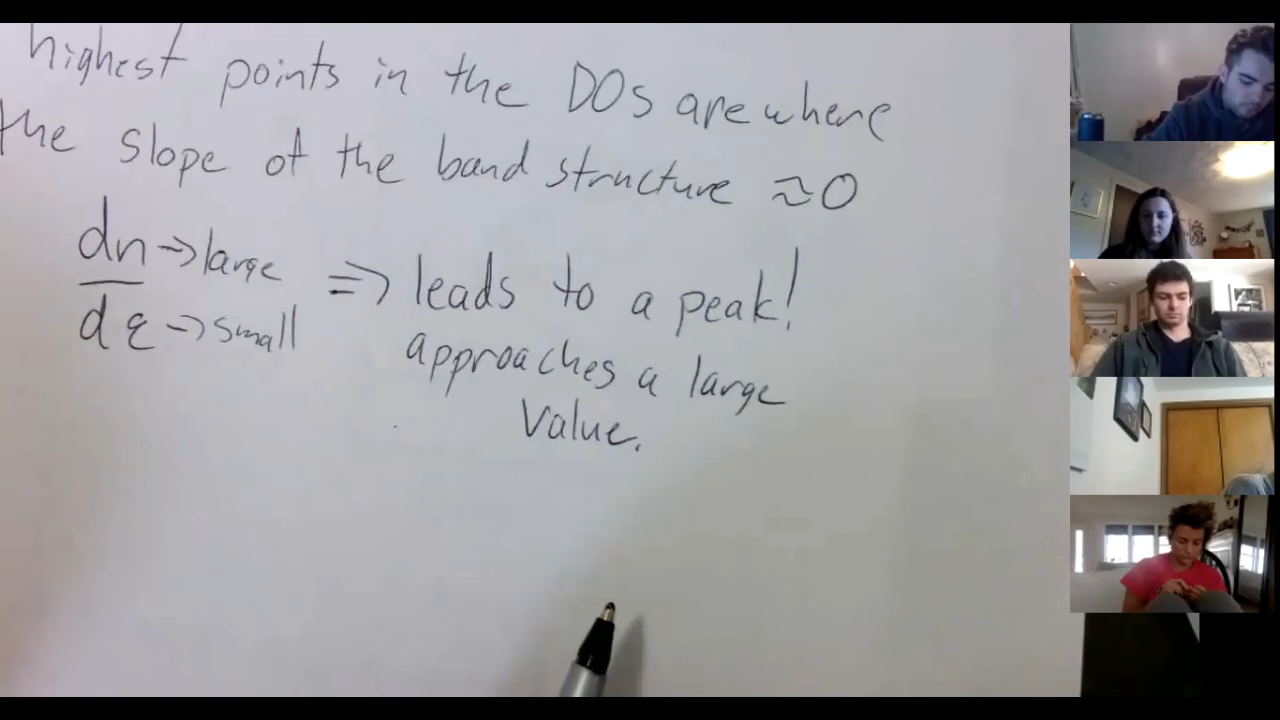 highest points in the DOs are where
the slope of the band structure ≈0
dn → large
dε → small
⇒ leads to a peak!
approaches a large
value.